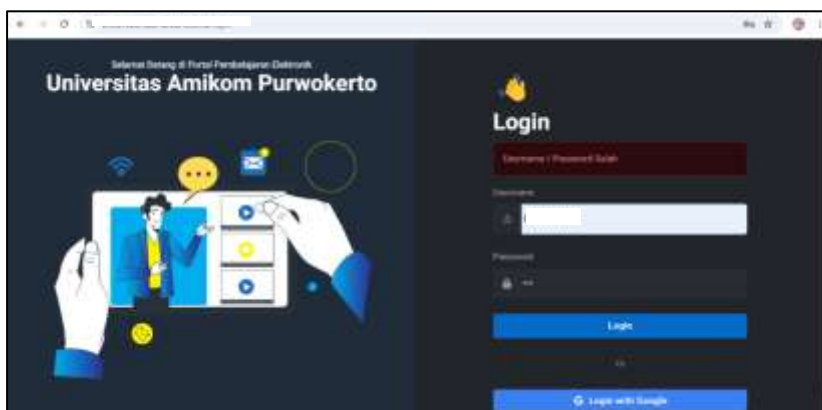 Selamat Datang di Portal Pembelajaran Elektronik
Universitas Amikom Purwokerto
Login
Username / Password Salah
Username
Password
Login
Login with Google